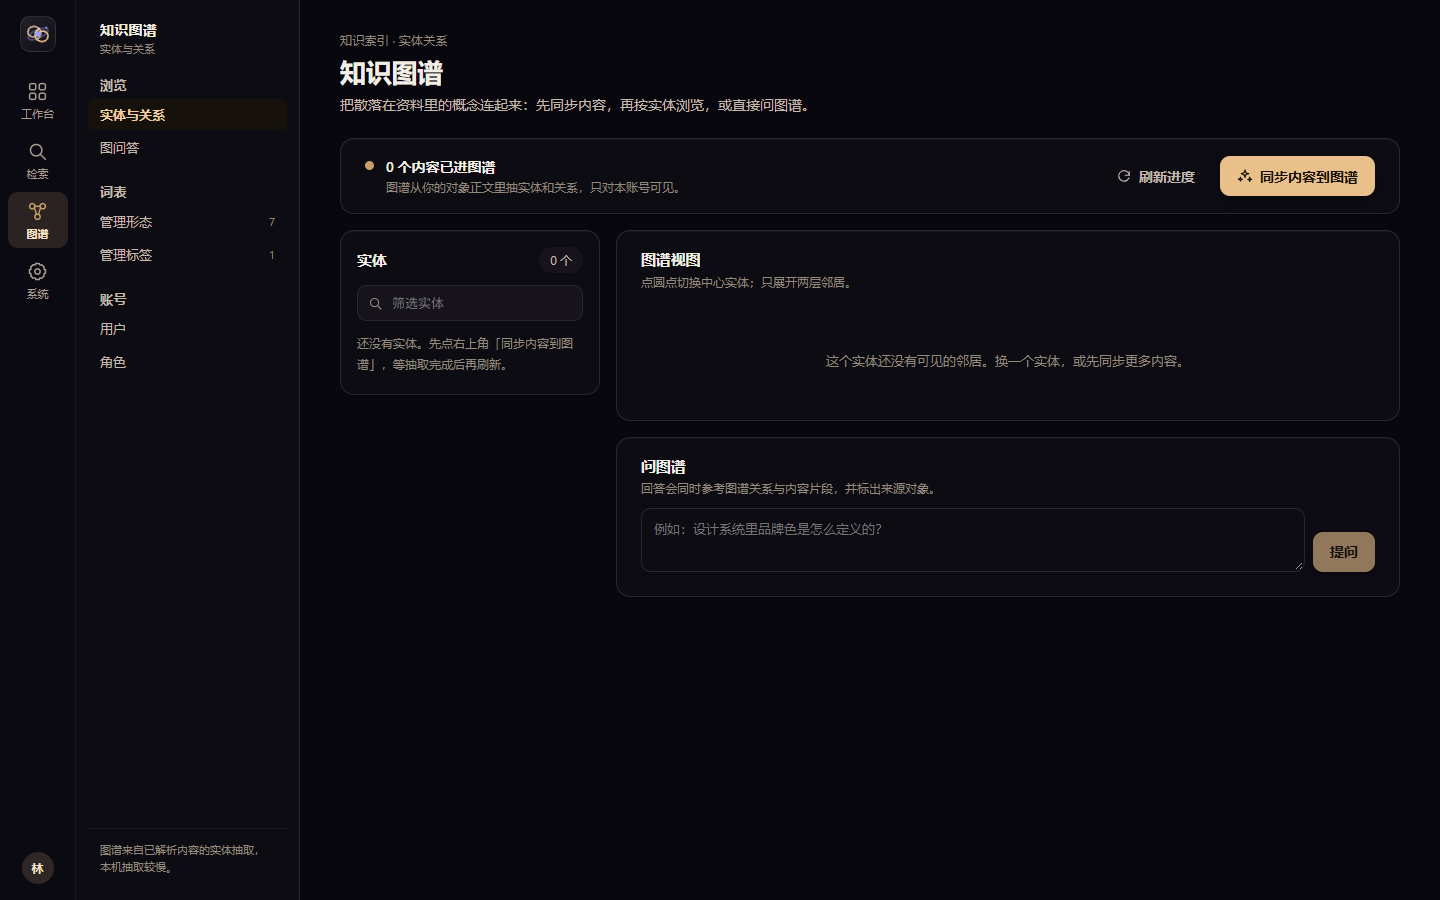 工作台
检索
图谱
系统
林
知识图谱
实体与关系
浏览
实体与关系
图问答
词表
管理形态 7
管理标签 1
账号
用户
角色
图谱来自已解析内容的实体抽取，
本机抽取较慢。
知识索引 · 实体关系
知识图谱
把散落在资料里的概念连起来：先同步内容，再按实体浏览，或直接问图谱。
0 个内容已进图谱
图谱从你的对象正文里抽实体和关系，只对本账号可见。
刷新进度
同步内容到图谱
实体
0 个
筛选实体
还没有实体。先点右上角「同步内容到图
谱」，等抽取完成后再刷新。
图谱视图
点圆点切换中心实体；只展开两层邻居。
这个实体还没有可见的邻居。换一个实体，或先同步更多内容。
问图谱
回答会同时参考图谱关系与内容片段，并标出来源对象。
例如：设计系统里品牌色是怎么定义的？
提问